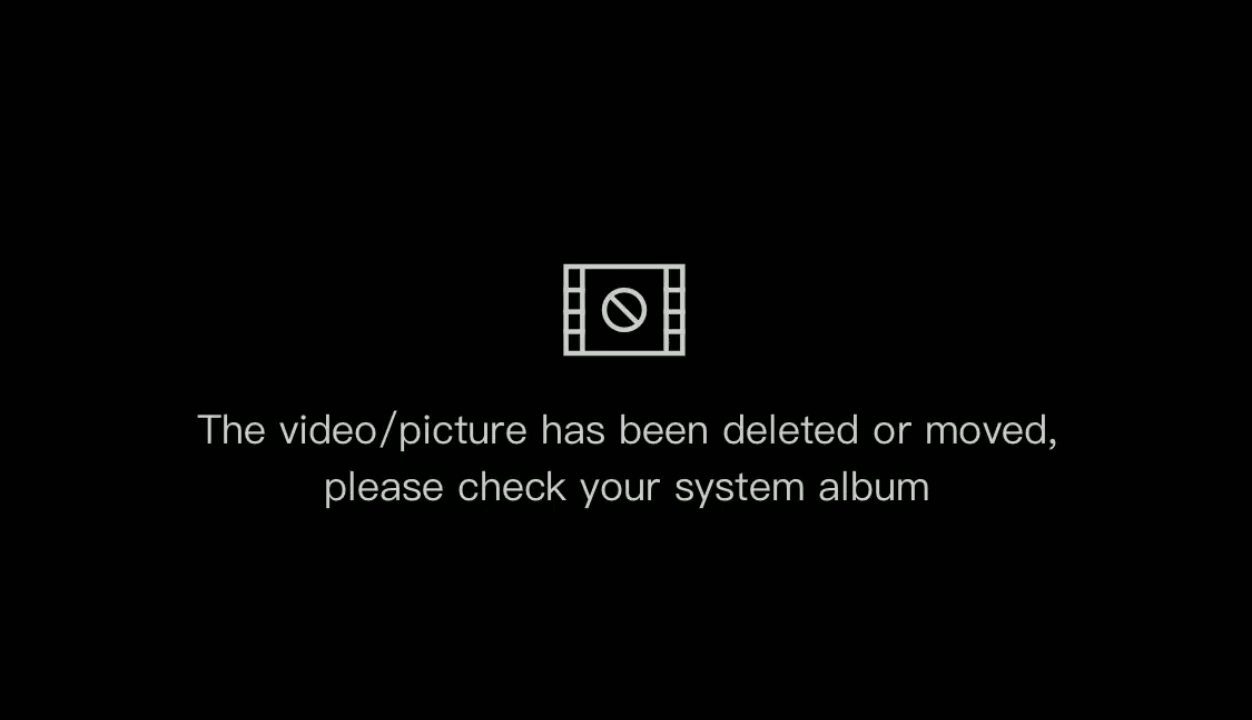 The video/picture has been deleted or moved,
please check your system album